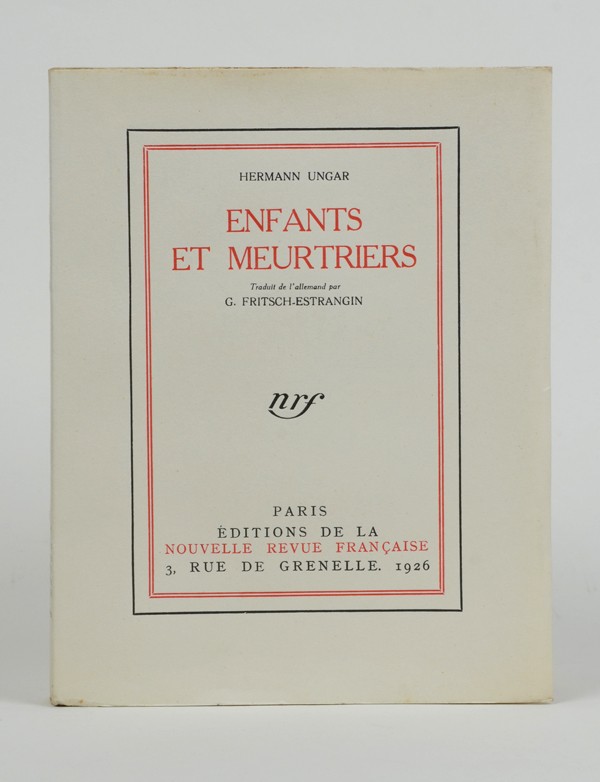 HERMANN UNGAR
ENFANTS
ET MEURTRIERS
Traduit de l'allemand par
G. FRITSCH-ESTRANGIN
nrf
PARIS
ÉDITIONS DE LA
NOUVELLE REVUE FRANÇAISE
3, RUE DE GRENELLE. 1926